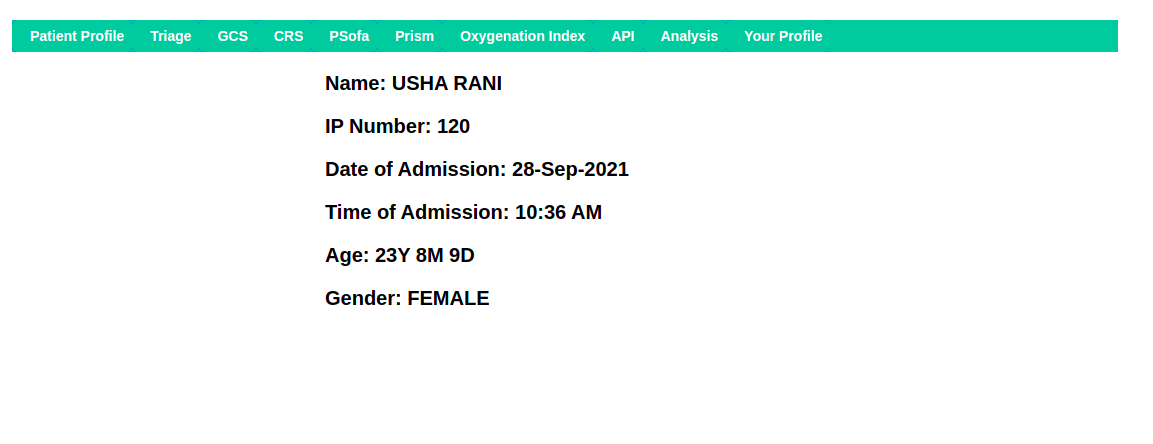 Patient Profile Triage GCS CRS PSofa Prism Oxygenation Index API Analysis Your Profile
Name: USHA RANI
IP Number: 120
Date of Admission: 28-Sep-2021
Time of Admission: 10:36 AM
Age: 23Y 8M 9D
Gender: FEMALE